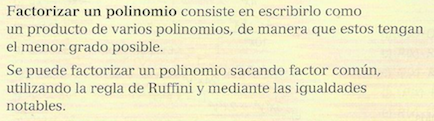 Factorizar un polinomio consiste en escribirlo como
un producto de varios polinomios, de manera que estos tengan
el menor grado posible.
Se puede factorizar un polinomio sacando factor común,
utilizando la regla de Ruffini y mediante las igualdades
notables.